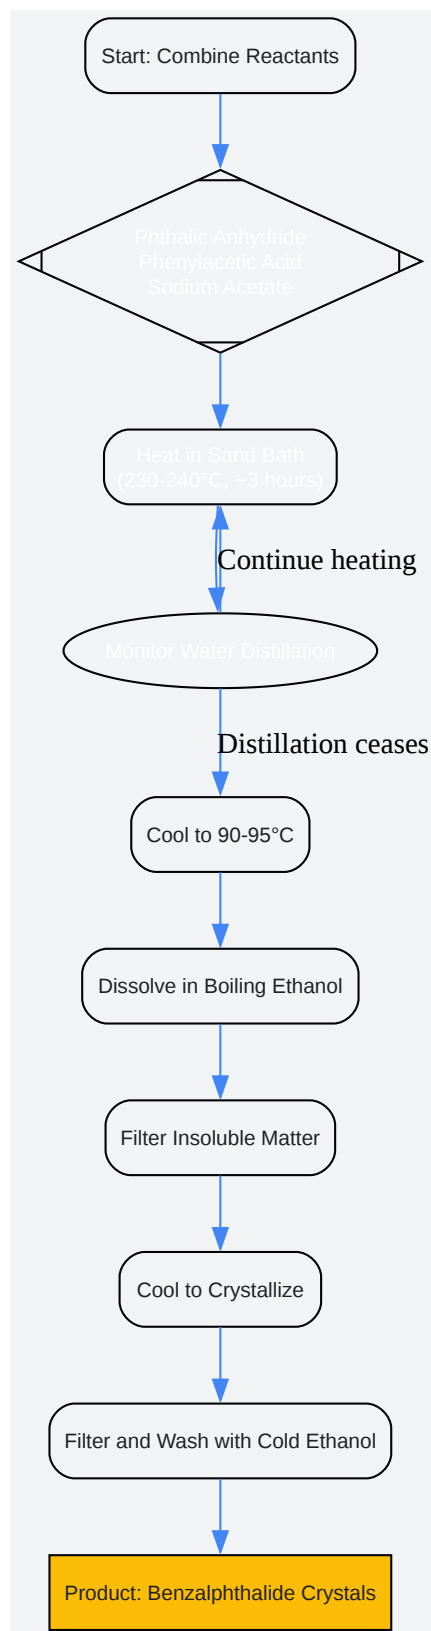 Start: Combine Reactants
Phthalic Anhydride
Phenylacetic Acid
Sodium Acetate
Heat in Sand Bath
(230-240°C, ~3 hours)
Continue heating
Monitor Water Distillation
Distillation ceases
Cool to 90-95°C
Dissolve in Boiling Ethanol
Filter Insoluble Matter
Cool to Crystallize
Filter and Wash with Cold Ethanol
Product: Benzalphthalide Crystals